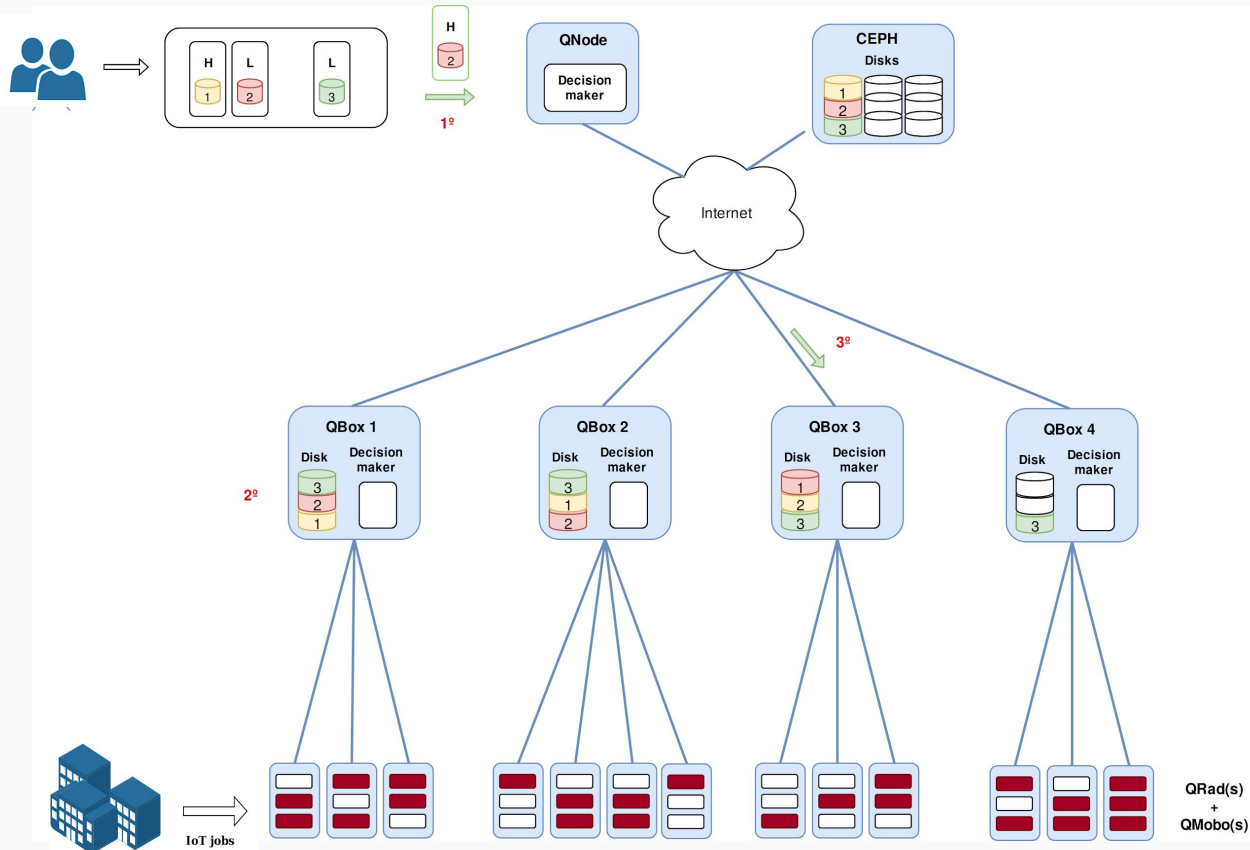 H
L
L
1
2
3
H
2
1º
QNode
Decision
maker
CEPH
Disks
1
2
3
Internet
3º
2º
QBox 1
Disk
Decision
maker
3
2
1
QBox 2
Disk
Decision
maker
3
1
2
QBox 3
Disk
Decision
maker
1
2
3
QBox 4
Disk
Decision
maker
3
IoT jobs
QRad(s)
+
QMobo(s)